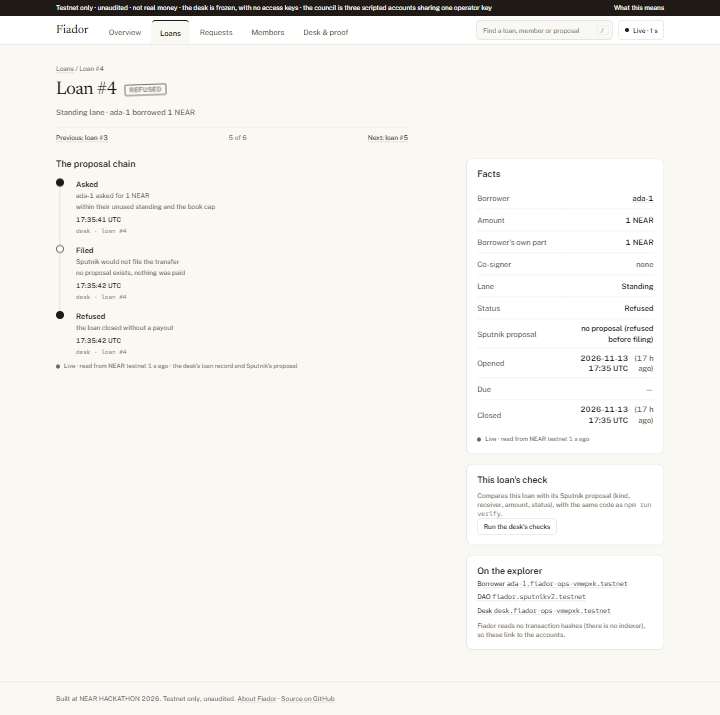 Testnet only · unaudited · not real money · the desk is frozen, with no access keys · the council is three scripted accounts sharing one operator key
What this means
Fiador
Overview
Loans
Requests
Members
Desk & proof
Find a loan, member or proposal
/
Live · 1 s
Loans / Loan #4
Loan #4
REFUSED
Standing lane · ada-1 borrowed 1 NEAR
Previous: loan #3
5 of 6
Next: loan #5
The proposal chain
Asked
ada-1 asked for 1 NEAR
within their unused standing and the book cap
17:35:41 UTC
desk · loan #4
Filed
Sputnik would not file the transfer
no proposal exists, nothing was paid
17:35:42 UTC
desk · loan #4
Refused
the loan closed without a payout
17:35:42 UTC
desk · loan #4
Live · read from NEAR testnet 1 s ago · the desk's loan record and Sputnik's proposal
Facts
Borrower ada-1
Amount 1 NEAR
Borrower's own part 1 NEAR
Co-signer none
Lane Standing
Status Refused
Sputnik proposal no proposal (refused
before filing)
Opened 2026-11-13 (17 h
17:35 UTC ago)
Due —
Closed 2026-11-13 (17 h
17:35 UTC ago)
Live · read from NEAR testnet 1 s ago
This loan's check
Compares this loan with its Sputnik proposal (kind,
receiver, amount, status), with the same code as npm run
verify.
Run the desk's checks
On the explorer
Borrower ada-1.fiador-ops-vmwpxk.testnet
DAO fiador.sputnikv2.testnet
Desk desk.fiador-ops-vmwpxk.testnet
Fiador reads no transaction hashes (there is no indexer),
so these link to the accounts.
Built at NEAR HACKATHON 2026. Testnet only, unaudited. About Fiador · Source on GitHub